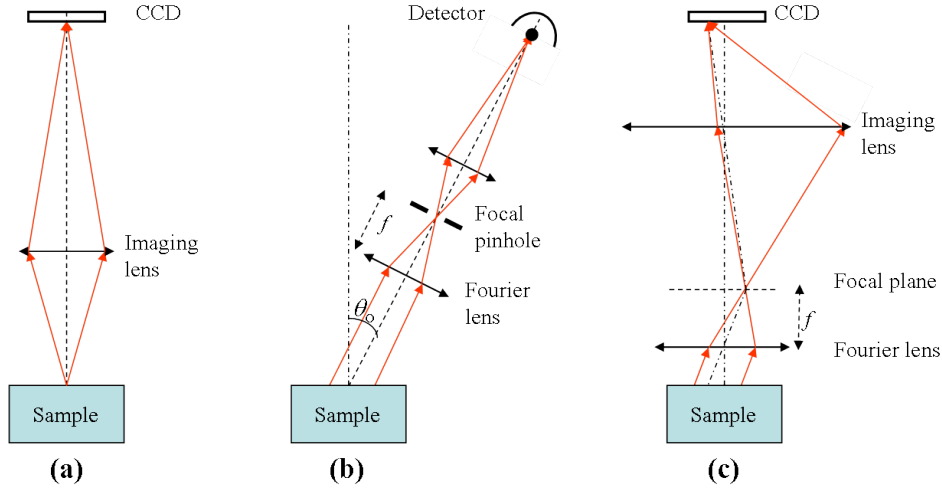 CCD
Imaging
lens
Sample
(a)
Detector
f
Focal
pinhole
Fourier
lens
θo
Sample
(b)
CCD
Imaging
lens
Focal plane
f
Fourier lens
Sample
(c)